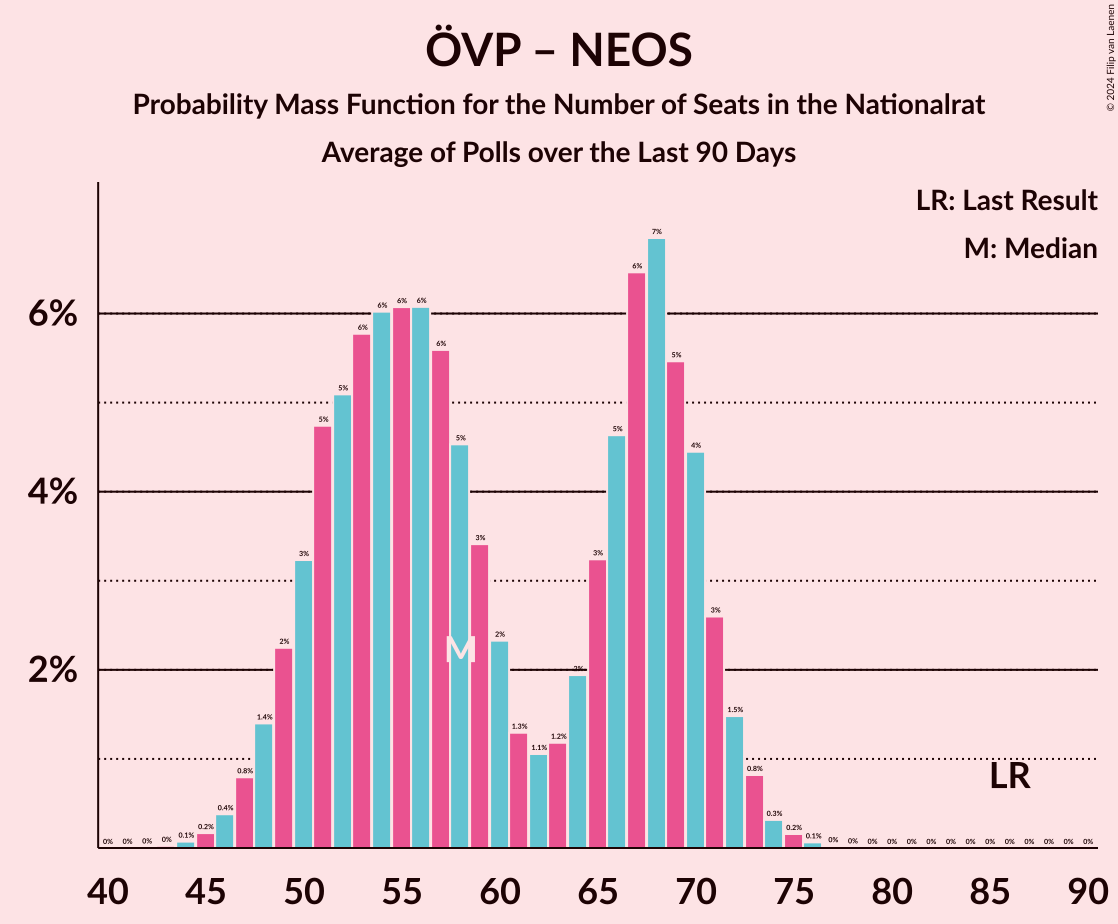 ÖVP – NEOS
Probability Mass Function for the Number of Seats in the Nationalrat
Average of Polls over the Last 90 Days
© 2024 Filip van Laenen
LR: Last Result
M: Median
6%
4%
2%
0% 0% 0% 0% 0.1% 0.2% 0.4% 0.8% 1.4% 2% 3% 5% 5% 6% 6% 6% 6% 6% 5% 3% 2% 1.3% 1.1% 1.2% 2% 3% 5% 6% 7% 5% 4% 3% 1.5% 0.8% 0.3% 0.2% 0.1% 0% 0% 0% 0% 0% 0% 0% 0% 0% 0% 0% 0% 0% 0%
M
LR
40 45 50 55 60 65 70 75 80 85 90